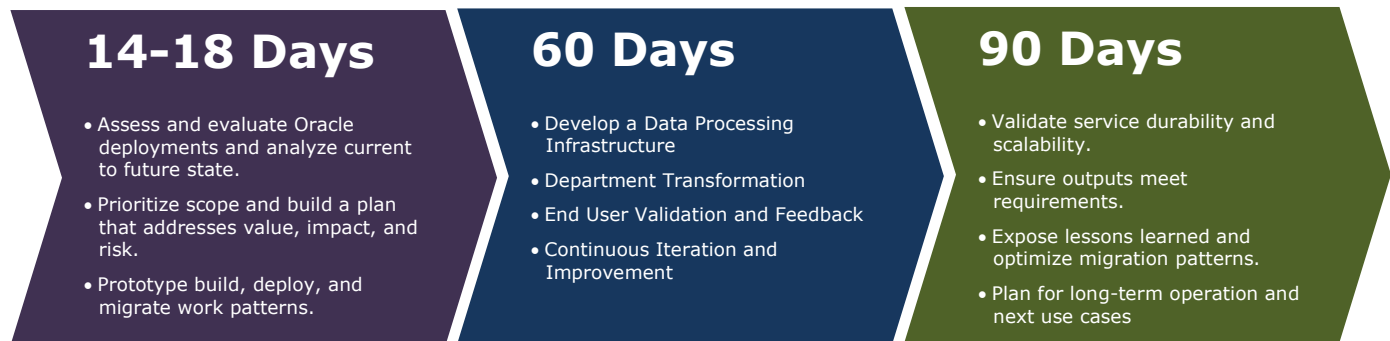 14-18 Days
• Assess and evaluate Oracle
deployments and analyze current
to future state.
• Prioritize scope and build a plan
that addresses value, impact, and
risk.
• Prototype build, deploy, and
migrate work patterns.
60 Days
• Develop a Data Processing
Infrastructure
• Department Transformation
• End User Validation and Feedback
• Continuous Iteration and
Improvement
90 Days
• Validate service durability and
scalability.
• Ensure outputs meet
requirements.
• Expose lessons learned and
optimize migration patterns.
• Plan for long-term operation and
next use cases